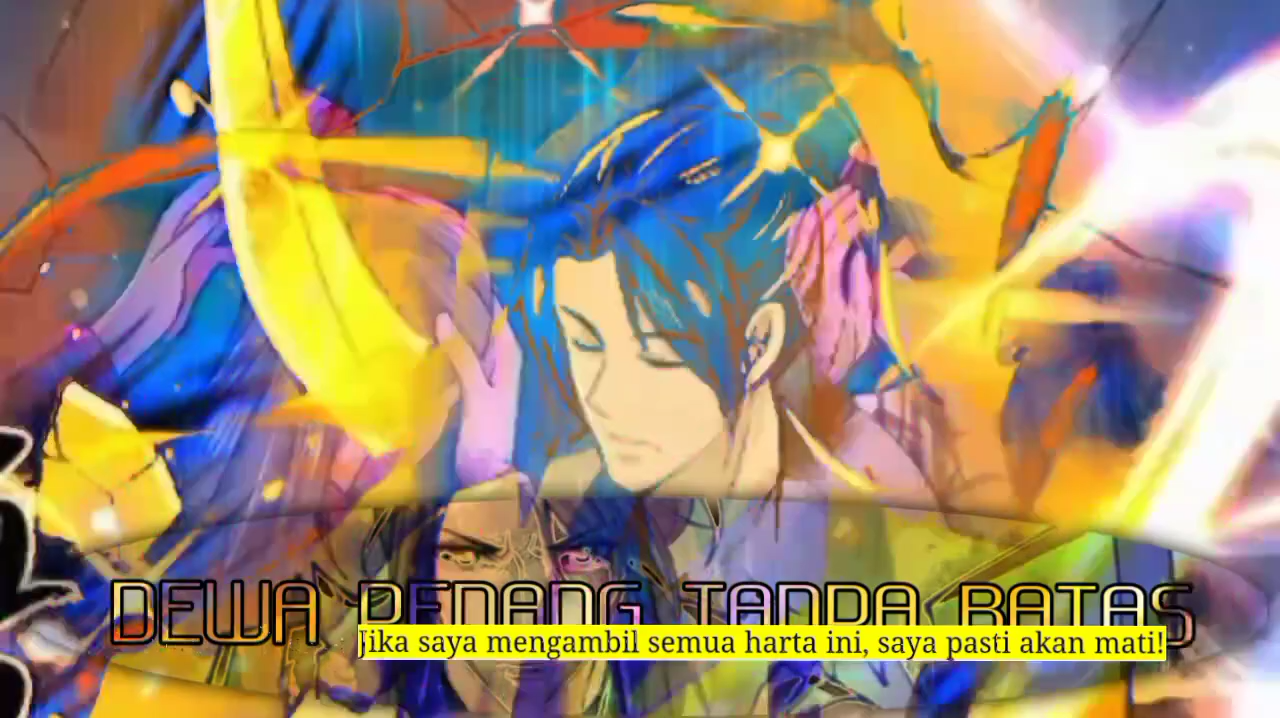 DEWA PEDANG TANPA BATAS
Jika saya mengambil semua harta ini, saya pasti akan mati!